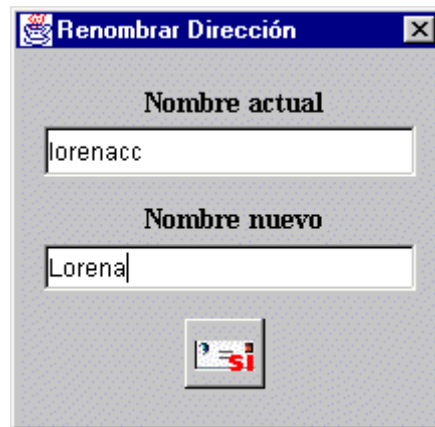 Renombrar Dirección
Nombre actual
lorenacc
Nombre nuevo
Lorena
si